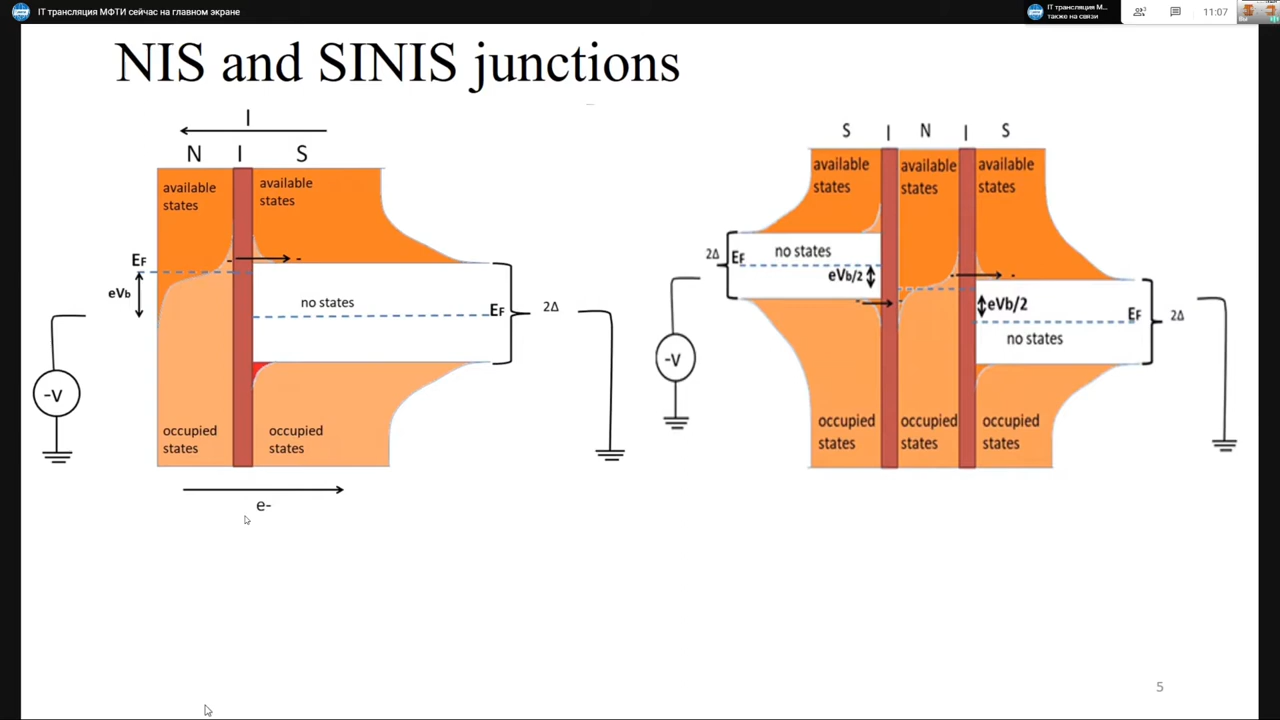 IT трансляция МФТИ сейчас на главном экране
IT трансляция М...
также на связи
3
11:07
NIS and SINIS junctions
I
N I S
available
states
available
states
EF
eVb
no states
EF
2Δ
-V
occupied
states
occupied
states
e-
S I N I S
available
states
available
states
available
states
2Δ
EF
no states
eVb/2
eVb/2
EF
2Δ
no states
-V
occupied
states
occupied
states
occupied
states
5